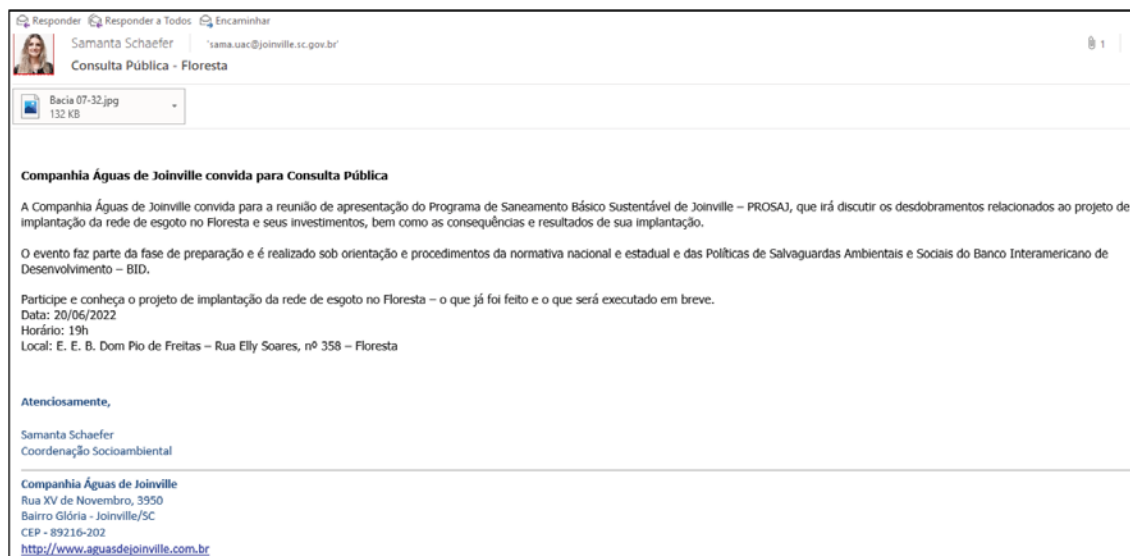 Responder Responder a Todos Encaminhar
Samanta Schaefer 'sama.uac@joinville.sc.gov.br' 1
Consulta Pública - Floresta
Bacia 07-32.jpg
132 KB
Companhia Águas de Joinville convida para Consulta Pública
A Companhia Águas de Joinville convida para a reunião de apresentação do Programa de Saneamento Básico Sustentável de Joinville – PROSAJ, que irá discutir os desdobramentos relacionados ao projeto de
implantação da rede de esgoto no Floresta e seus investimentos, bem como as consequências e resultados de sua implantação.
O evento faz parte da fase de preparação e é realizado sob orientação e procedimentos da normativa nacional e estadual e das Políticas de Salvaguardas Ambientais e Sociais do Banco Interamericano de
Desenvolvimento – BID.
Participe e conheça o projeto de implantação da rede de esgoto no Floresta – o que já foi feito e o que será executado em breve.
Data: 20/06/2022
Horário: 19h
Local: E. E. B. Dom Pio de Freitas – Rua Elly Soares, nº 358 – Floresta
Atenciosamente,
Samanta Schaefer
Coordenação Socioambiental
Companhia Águas de Joinville
Rua XV de Novembro, 3950
Bairro Glória - Joinville/SC
CEP - 89216-202
http://www.aguasdejoinville.com.br